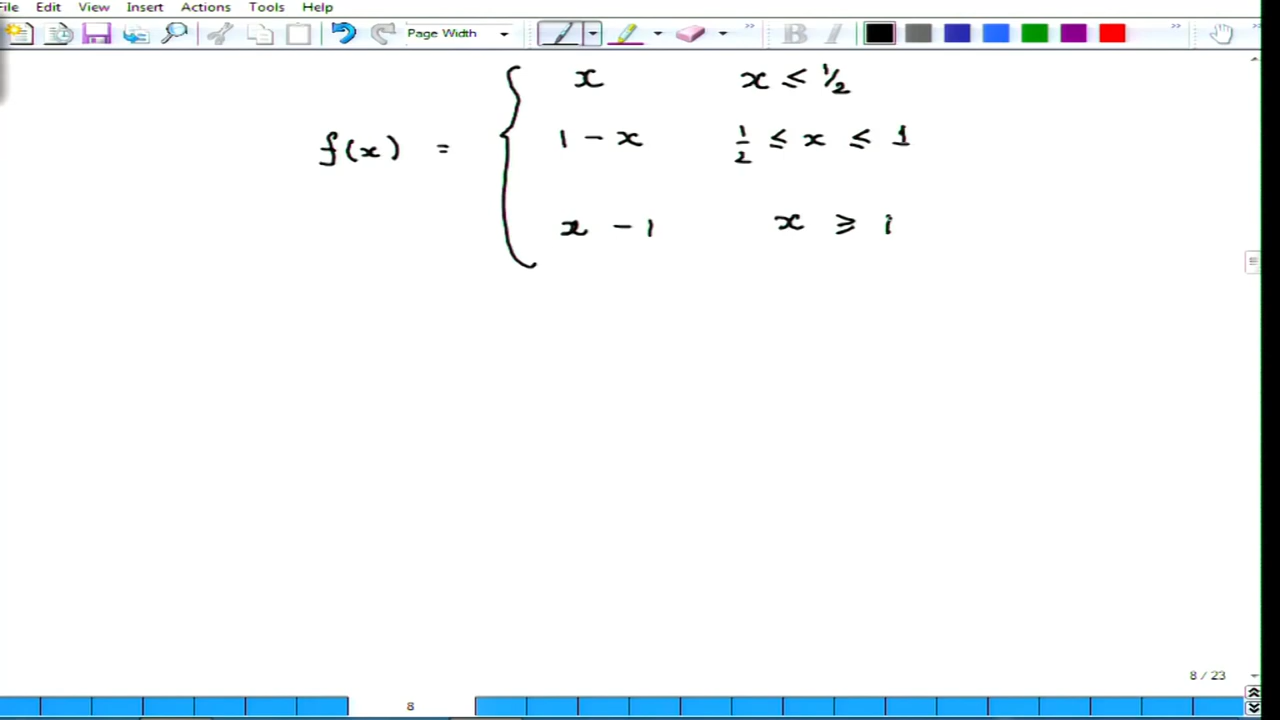 File Edit View Insert Actions Tools Help
Page Width B I
x x ≤ 1/2
f(x) = { 1 - x 1/2 ≤ x ≤ 1
x - 1 x ≥ 1
8 / 23
8